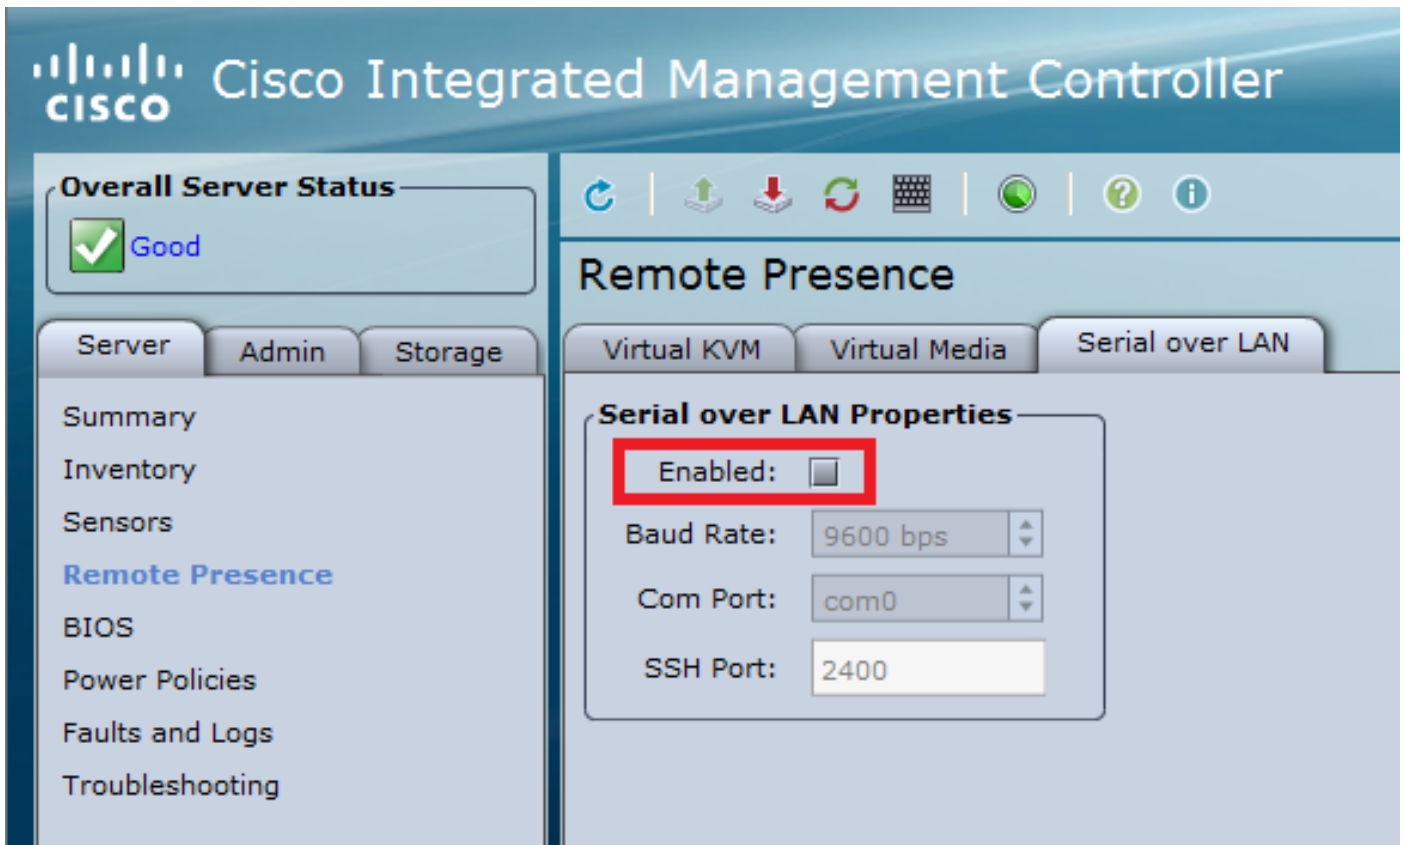 CISCO
Cisco Integrated Management Controller
Overall Server Status
Good
Server
Admin
Storage
Summary
Inventory
Sensors
Remote Presence
BIOS
Power Policies
Faults and Logs
Troubleshooting
Remote Presence
Virtual KVM
Virtual Media
Serial over LAN
Serial over LAN Properties
Enabled:
Baud Rate: 9600 bps
Com Port: com0
SSH Port: 2400